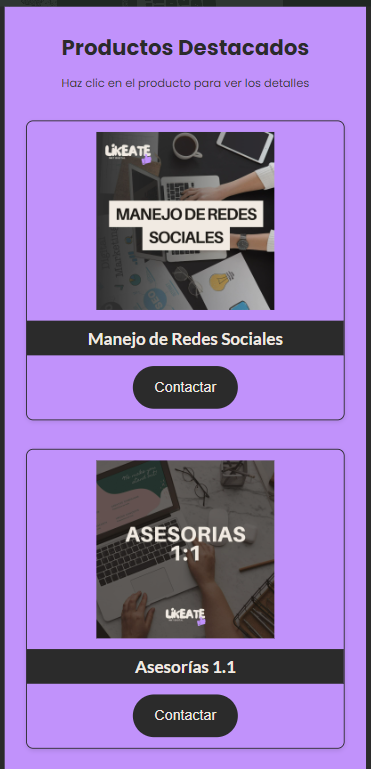 Productos Destacados
Haz clic en el producto para ver los detalles
LiKEATE
MANEJO DE REDES
SOCIALES
Manejo de Redes Sociales
Contactar
ASESORIAS
1:1
LiKEATE
Asesorías 1.1
Contactar